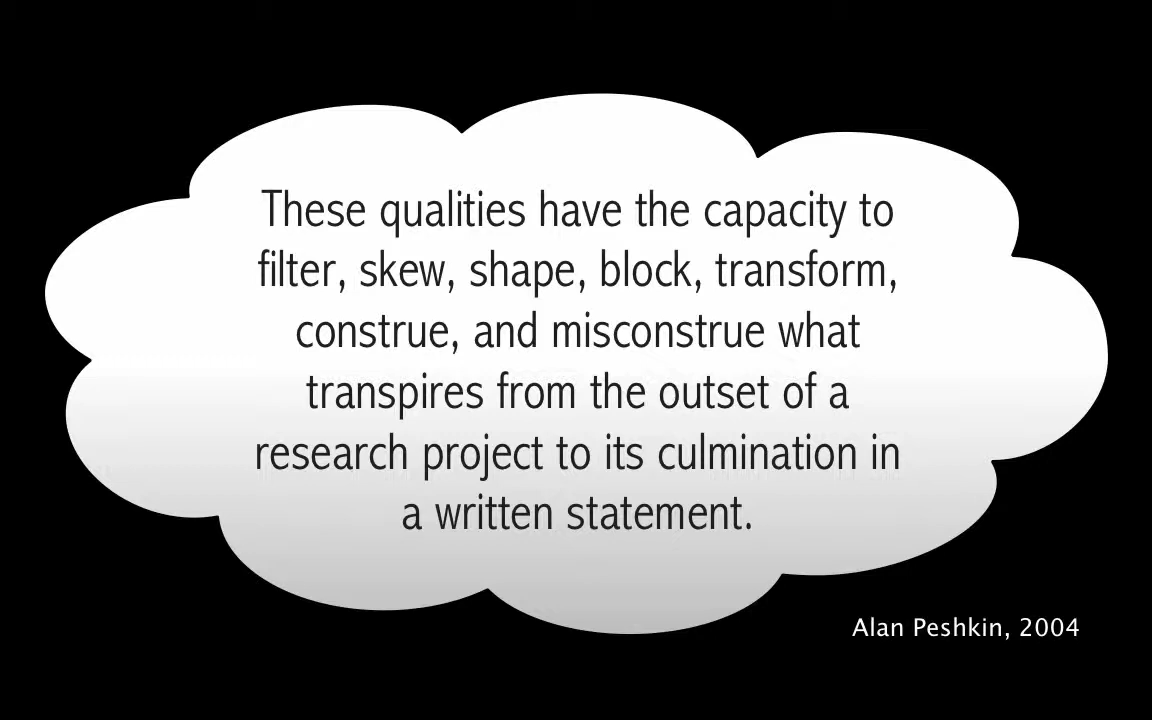 These qualities have the capacity to
filter, skew, shape, block, transform,
construe, and misconstrue what
transpires from the outset of a
research project to its culmination in
a written statement.
Alan Peshkin, 2004